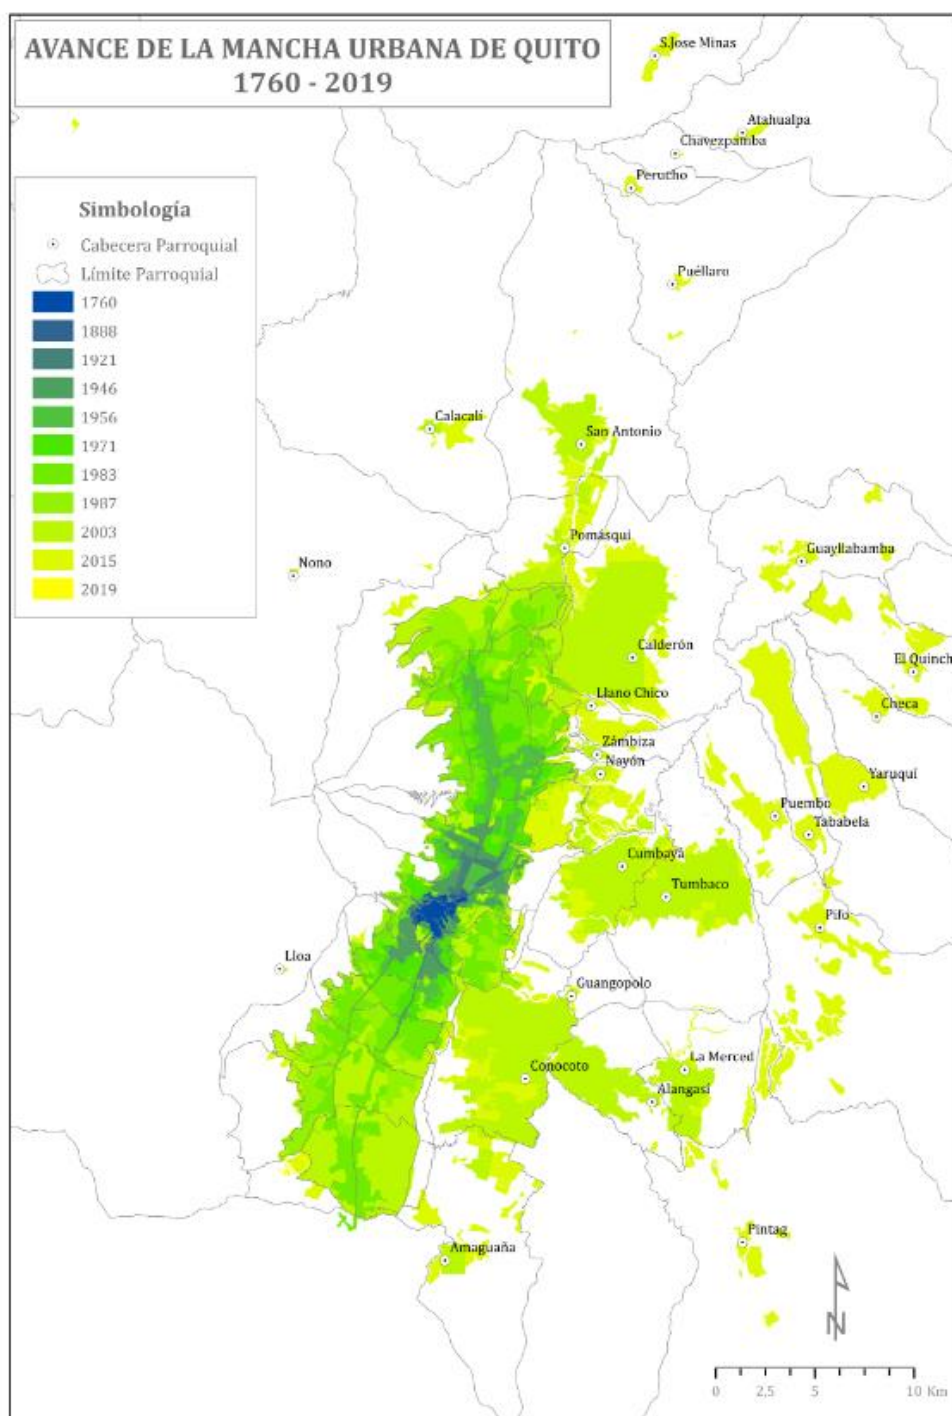 AVANCE DE LA MANCHA URBANA DE QUITO
1760 - 2019
Simbología
Cabecera Parroquial
Límite Parroquial
1760
1888
1921
1946
1956
1971
1983
1987
2003
2015
2019
S.Jose Minas
Atahualpa
Chavezpamba
Perucho
Puéllaro
Calacalí
San Antonio
Pomásqui
Guayllabamba
Nono
Calderón
El Quinch
Llano Chico
Checa
Zámbiza
Nayón
Yaruquí
Puembo
Tababela
Cumbayá
Tumbaco
Pifo
Lloa
Guangopolo
La Merced
Conocoto
Alangasí
Pintag
Amaguaña
N
0 2,5 5 10 Km